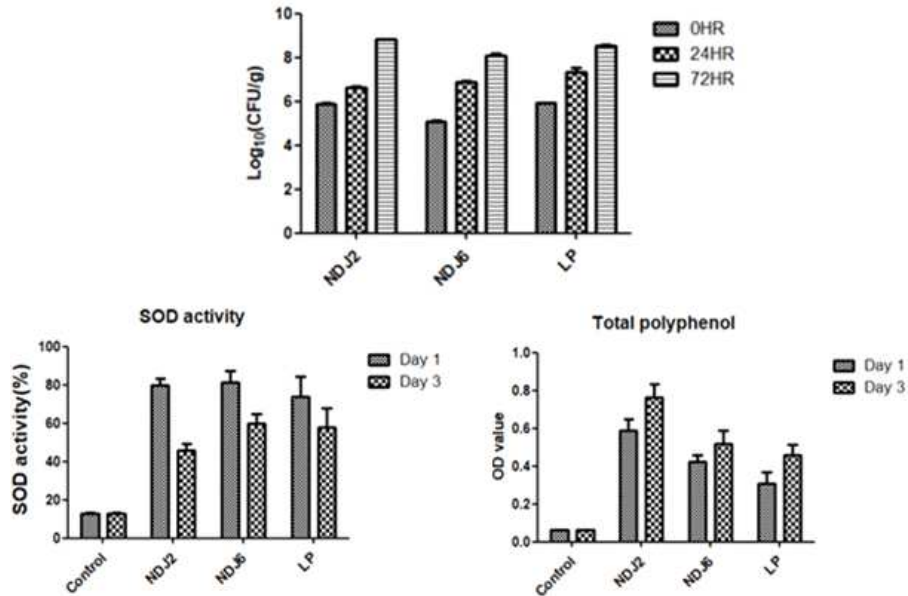 10
8
6
4
2
0
Log10(CFU/g)
0HR
24HR
72HR
NDJ2
NDJ6
LP
SOD activity
100
80
60
40
20
0
SOD activity(%)
Day 1
Day 3
Control
NDJ2
NDJ6
LP
Total polyphenol
1.0
0.8
0.6
0.4
0.2
0.0
OD value
Day 1
Day 3
Control
NDJ2
NDJ6
LP